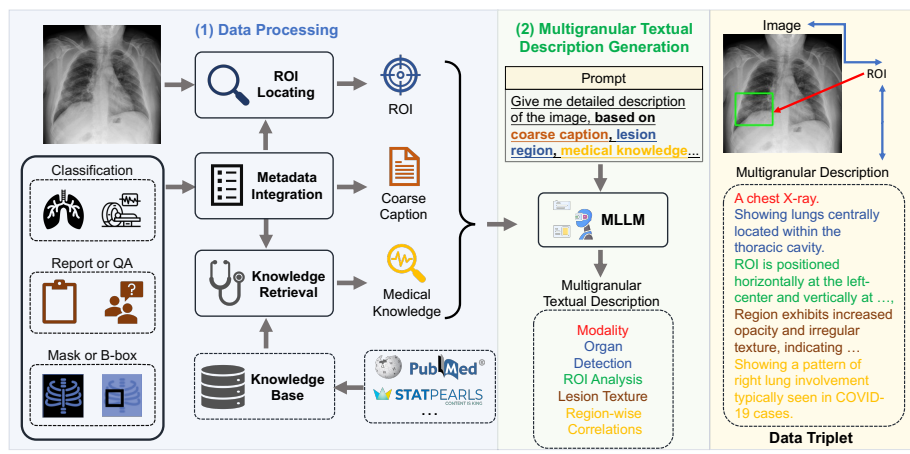 (1) Data Processing
ROI
Locating
ROI
Classification
Metadata
Integration
Coarse
Caption
Report or QA
?
Knowledge
Retrieval
Medical
Knowledge
Mask or B-box
Knowledge
Base
PubMed®
STATPEARLS
CONTENT IS KING
...
(2) Multigranular Textual
Description Generation
Prompt
Give me detailed description
of the image, based on
coarse caption, lesion
region, medical knowledge...
MLLM
Multigranular
Textual Description
Modality
Organ
Detection
ROI Analysis
Lesion Texture
Region-wise
Correlations
Image
ROI
Multigranular Description
A chest X-ray.
Showing lungs centrally
located within the
thoracic cavity.
ROI is positioned
horizontally at the left-
center and vertically at …,
Region exhibits increased
opacity and irregular
texture, indicating …
Showing a pattern of
right lung involvement
typically seen in COVID-
19 cases.
Data Triplet